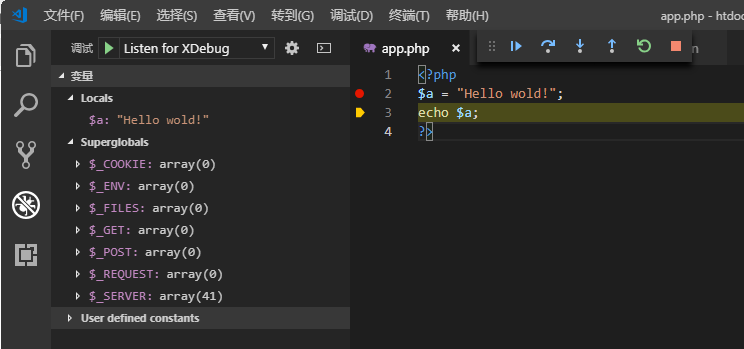 文件(F) 编辑(E) 选择(S) 查看(V) 转到(G) 调试(D) 终端(T) 帮助(H) app.php - htdoc
调试 Listen for XDebug
app.php
变量
Locals
$a: "Hello wold!"
Superglobals
$_COOKIE: array(0)
$_ENV: array(0)
$_FILES: array(0)
$_GET: array(0)
$_POST: array(0)
$_REQUEST: array(0)
$_SERVER: array(41)
User defined constants
1 <?php
2 $a = "Hello wold!";
3 echo $a;
4 ?>